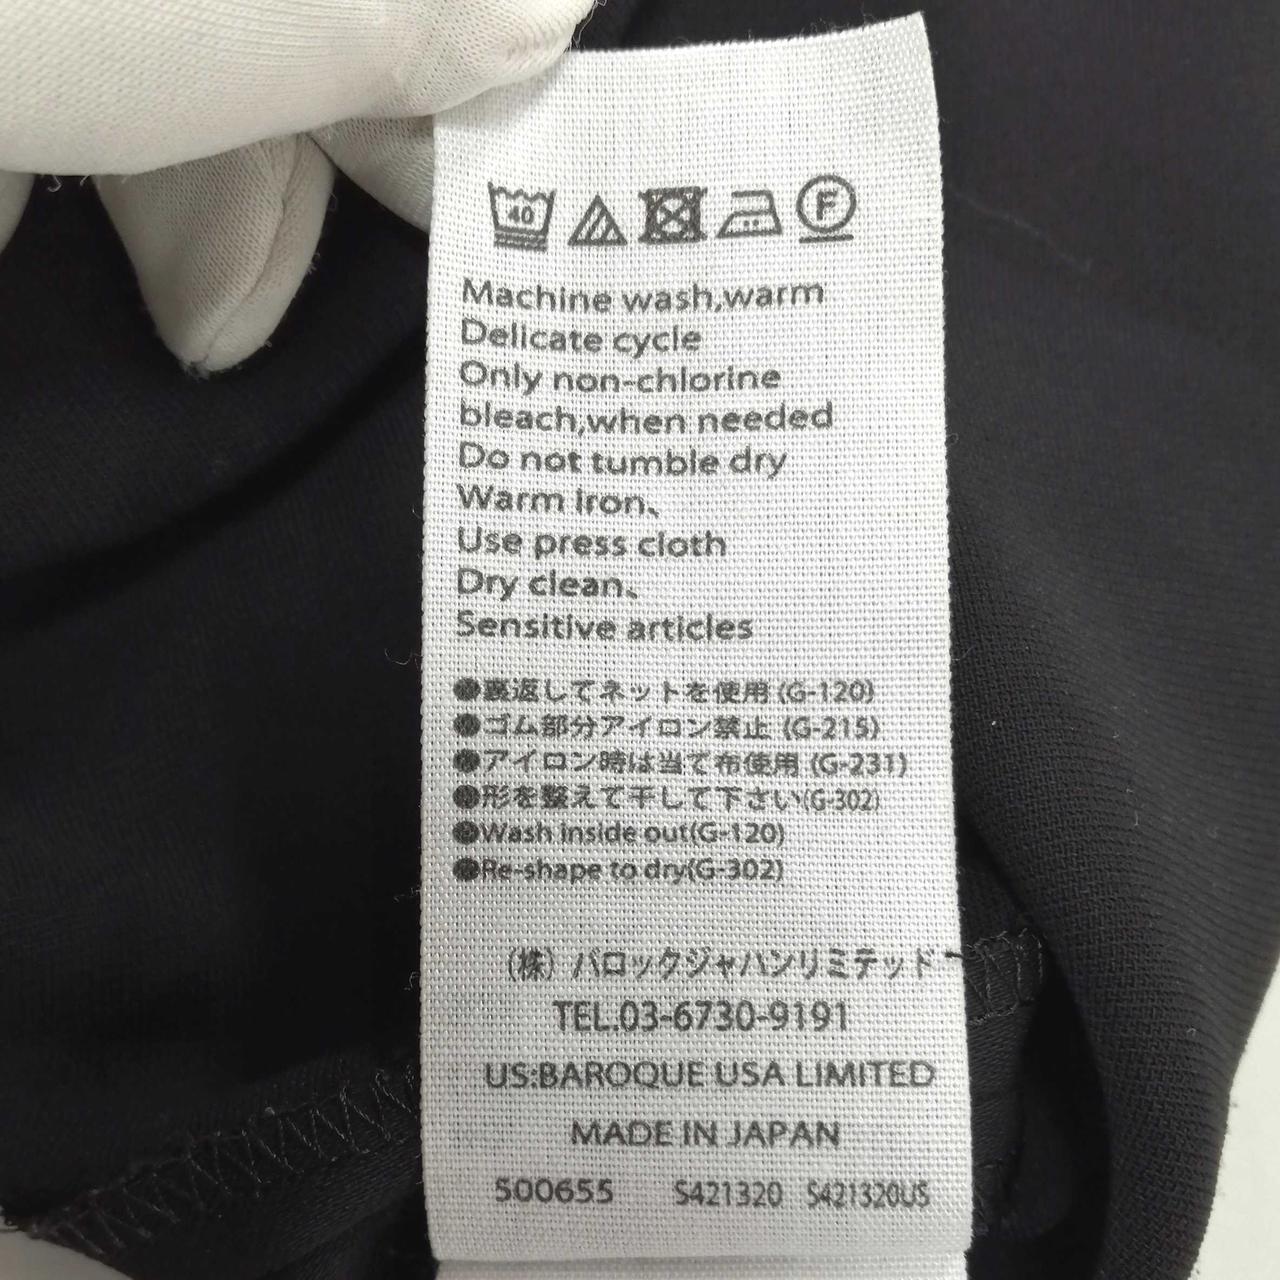 40
F
Machine wash,warm
Delicate cycle
Only non-chlorine
bleach,when needed
Do not tumble dry
Warm iron、
Use press cloth
Dry clean、
Sensitive articles
●裏返してネットを使用 (G-120)
●ゴム部分アイロン禁止 (G-215)
●アイロン時は当て布使用 (G-231)
●形を整えて干して下さい(G-302)
●Wash inside out(G-120)
●Re-shape to dry(G-302)
(株) バロックジャパンリミテッド
TEL.03-6730-9191
US:BAROQUE USA LIMITED
MADE IN JAPAN
500655 S421320 S421320US